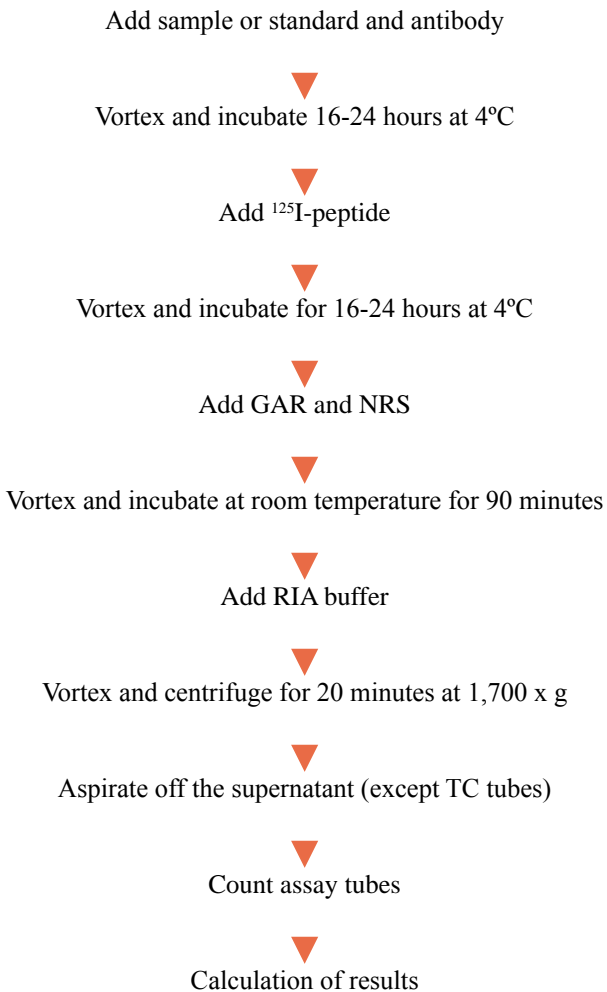 Add sample or standard and antibody
Vortex and incubate 16-24 hours at 4ºC
Add ¹²⁵I-peptide
Vortex and incubate for 16-24 hours at 4ºC
Add GAR and NRS
Vortex and incubate at room temperature for 90 minutes
Add RIA buffer
Vortex and centrifuge for 20 minutes at 1,700 x g
Aspirate off the supernatant (except TC tubes)
Count assay tubes
Calculation of results